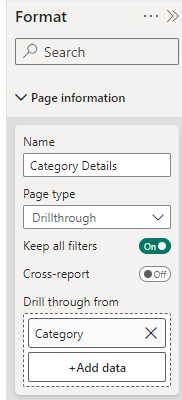 Format
Search
Page information
Name
Category Details
Page type
Drillthrough
Keep all filters
On
Cross-report
Off
Drill through from
Category
+Add data